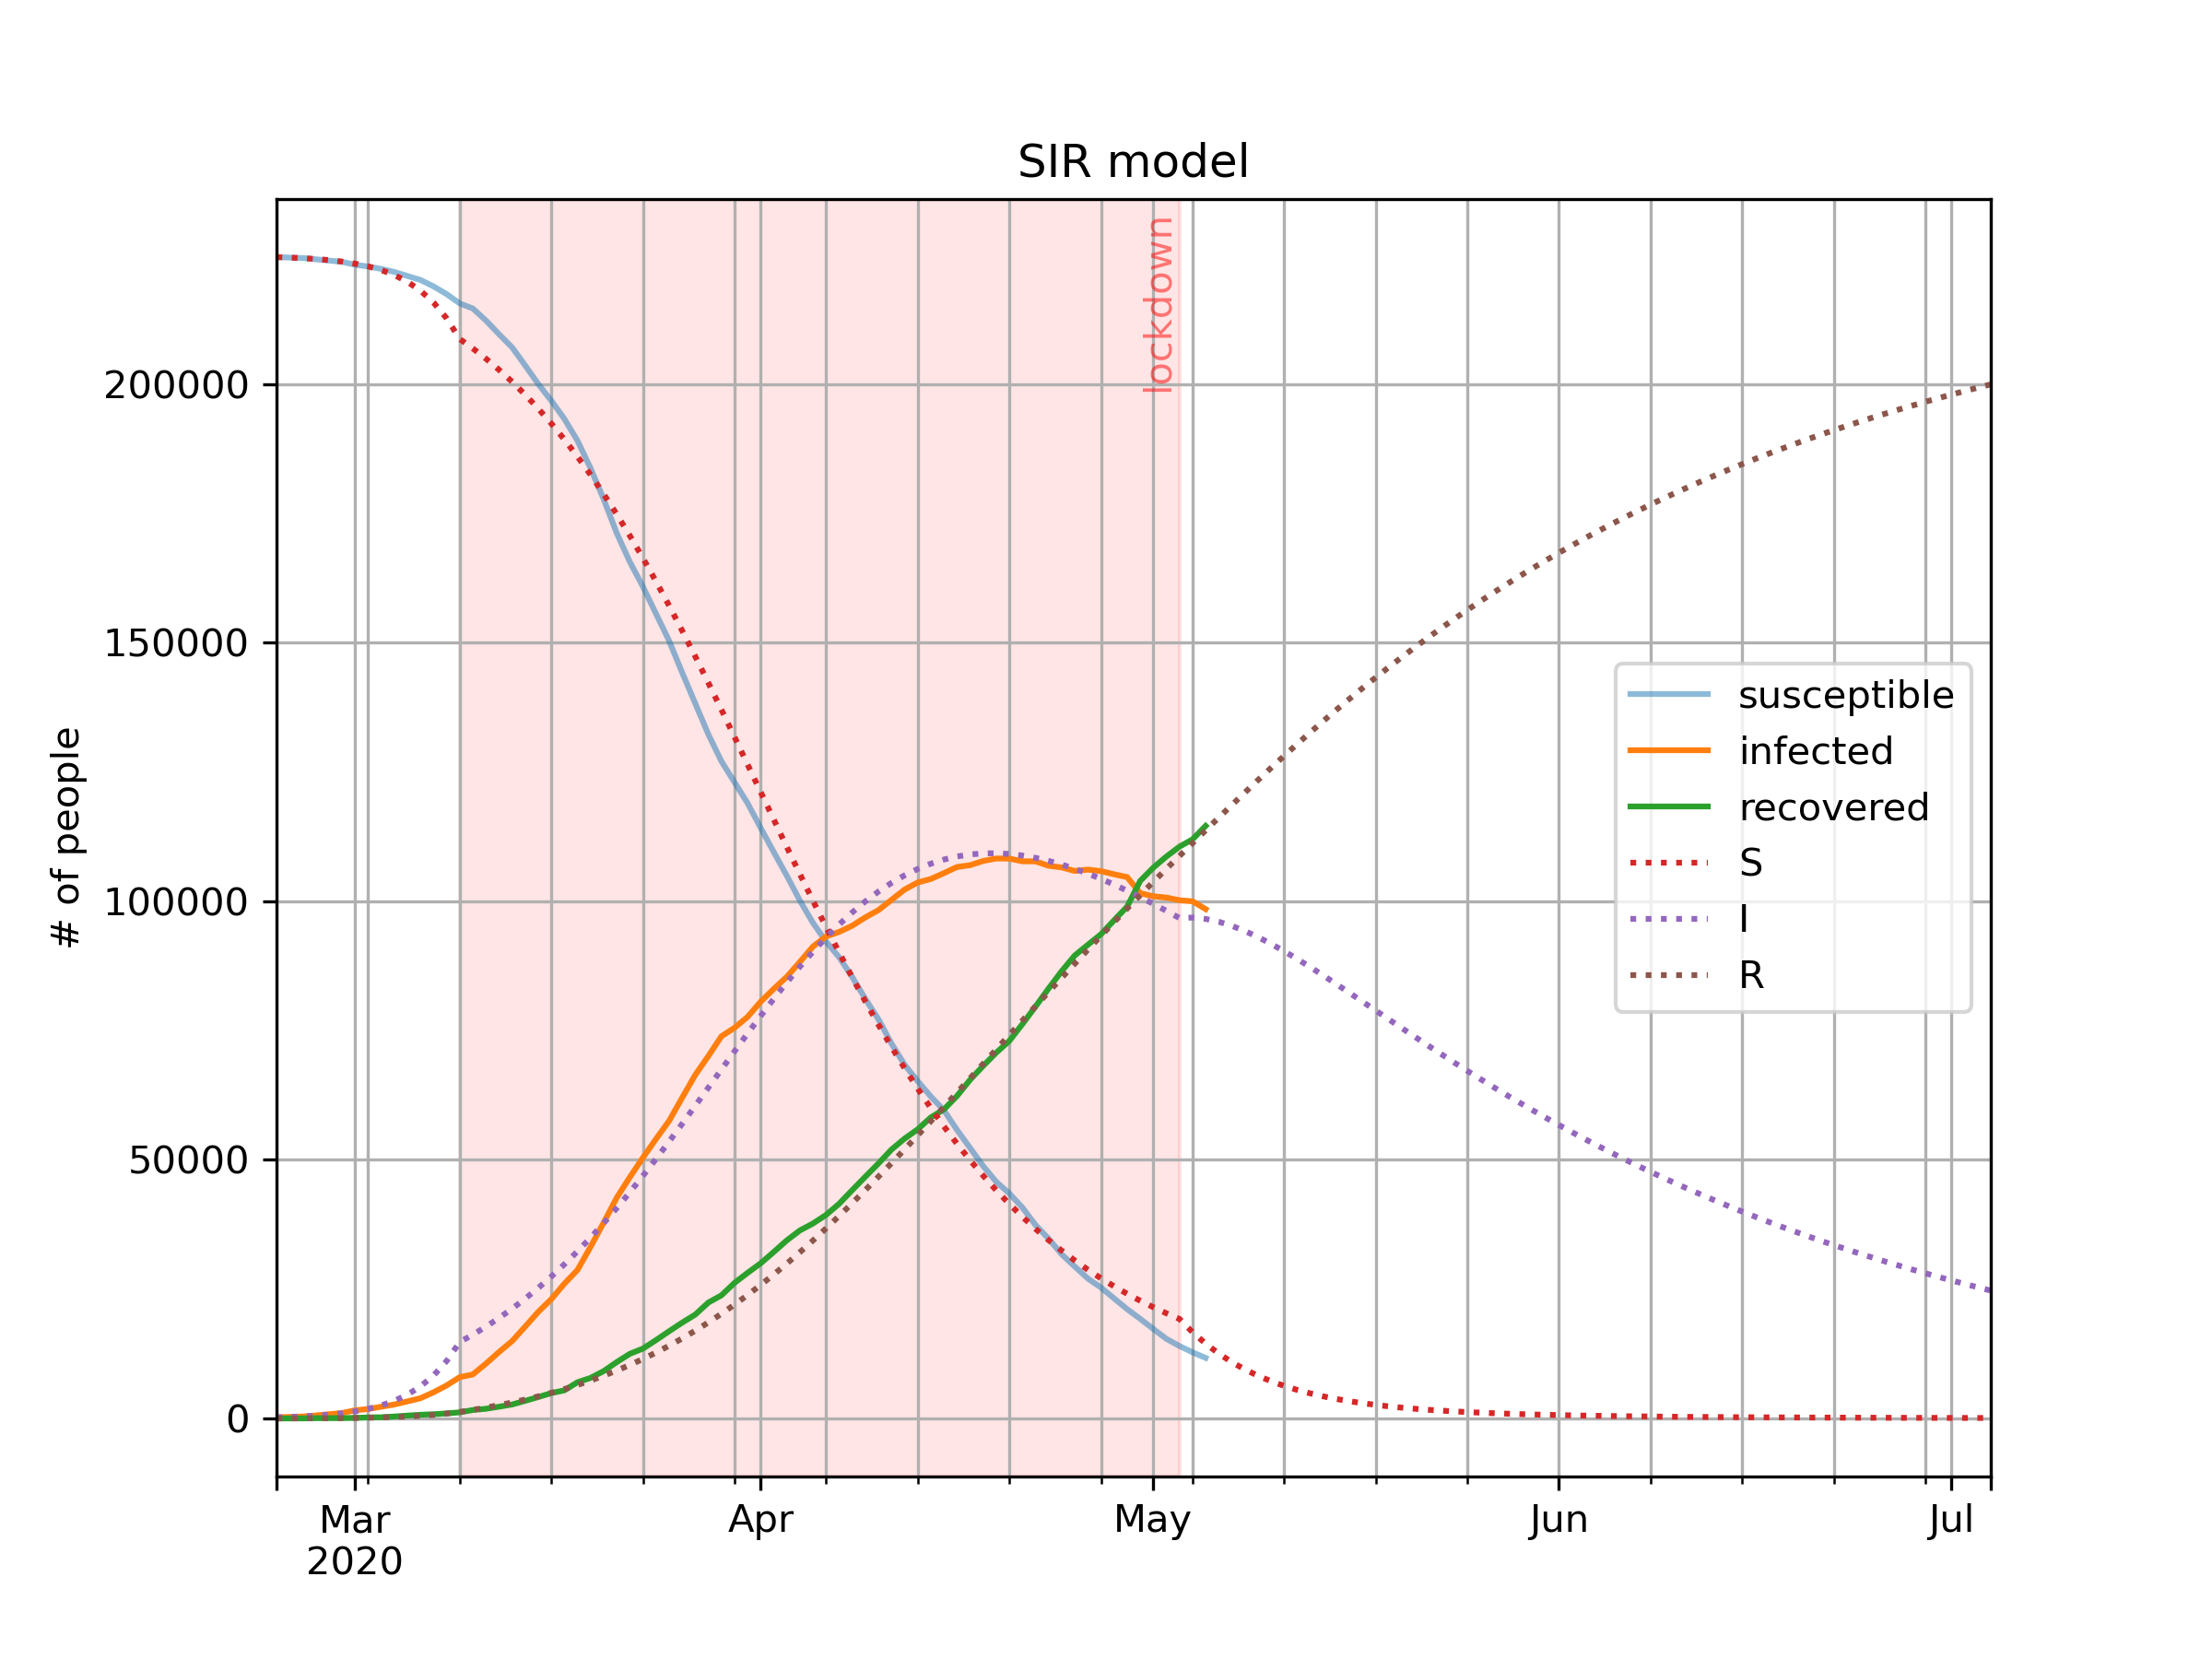 SIR model
lockdown
# of people
200000
150000
100000
50000
0
susceptible
infected
recovered
S
I
R
Mar
2020
Apr
May
Jun
Jul